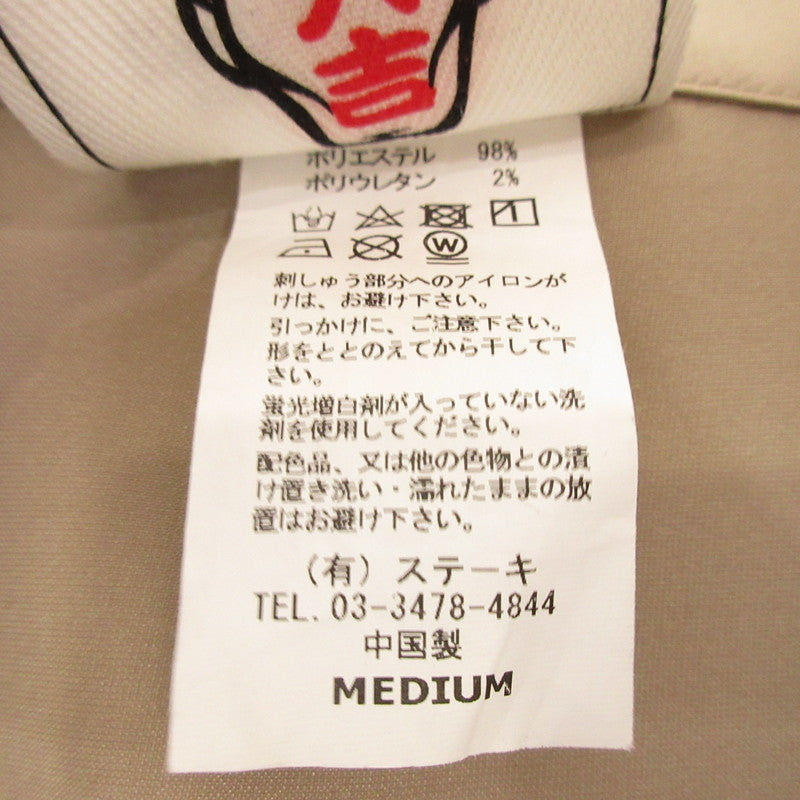 吉
ポリエステル 98%
ポリウレタン 2%
W
刺しゅう部分へのアイロンが
けは、お避け下さい。
引っかけに、ご注意下さい。
形をととのえてから干して下
さい。
蛍光増白剤が入っていない洗
剤を使用してください。
配色品、又は他の色物との漬
け置き洗い・濡れたままの放
置はお避け下さい。
（有）ステーキ
TEL. 03-3478-4844
中国製
MEDIUM